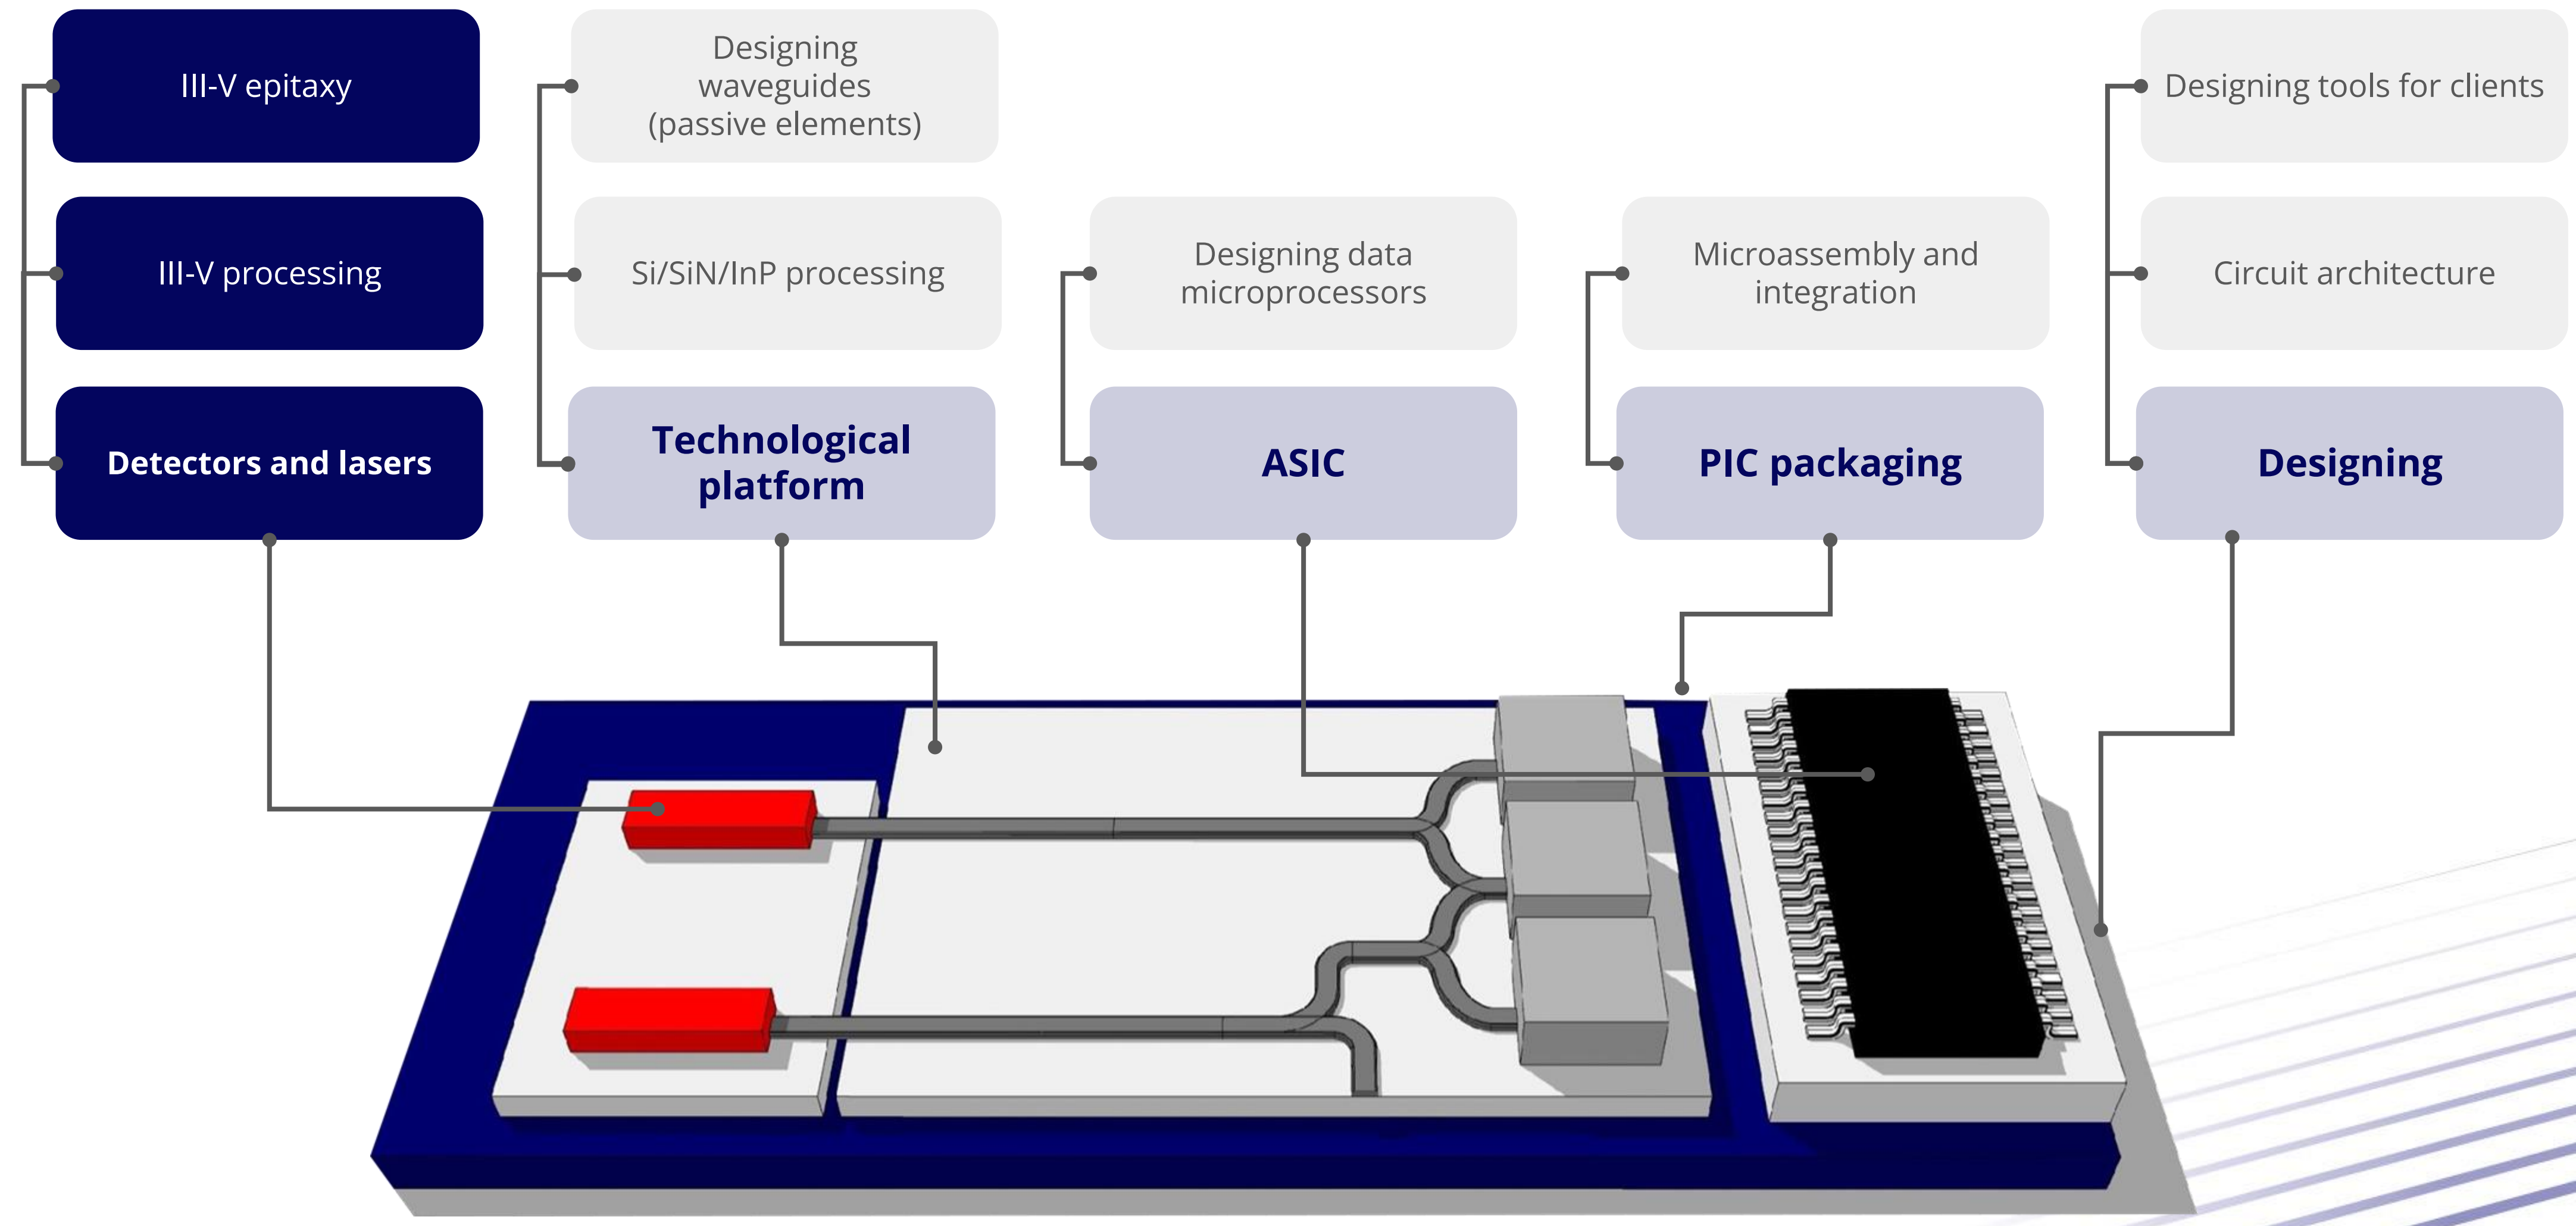 III-V epitaxy
III-V processing
Detectors and lasers
Designing
waveguides
(passive elements)
Si/SiN/InP processing
Technological
platform
Designing data
microprocessors
ASIC
Microassembly and
integration
PIC packaging
Designing tools for clients
Circuit architecture
Designing